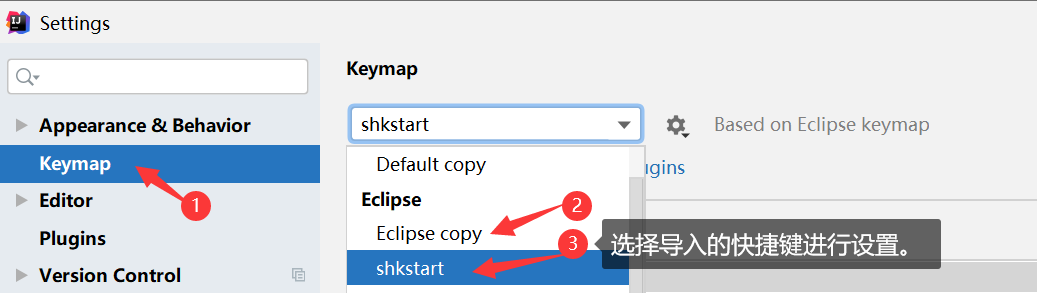 Settings
Keymap
Appearance & Behavior
shkstart
Based on Eclipse keymap
Keymap
Default copy
ugins
1
Editor
Eclipse
2
Plugins
Eclipse copy
3
选择导入的快捷键进行设置。
Version Control
shkstart